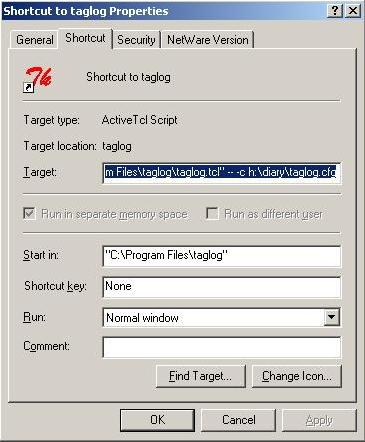 Shortcut to taglog Properties
General Shortcut Security NetWare Version
Shortcut to taglog
Target type: ActiveTcl Script
Target location: taglog
Target: m Files\taglog\taglog.tcl" -- -c h:\diary\taglog.cfg
Run in separate memory space Run as different user
Start in: "C:\Program Files\taglog"
Shortcut key: None
Run: Normal window
Comment:
Find Target... Change Icon...
OK Cancel Apply